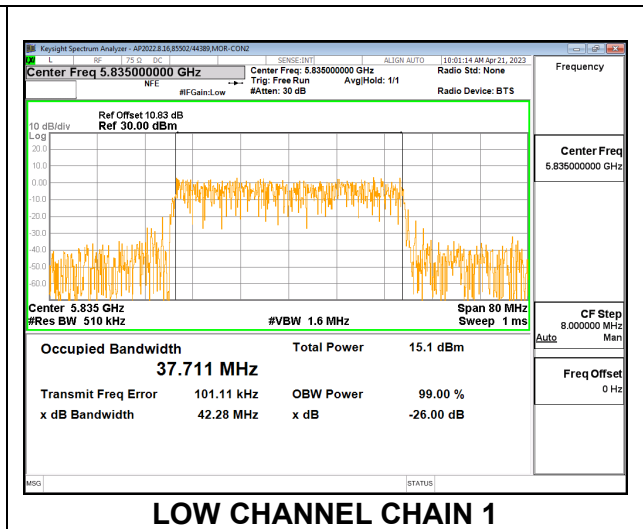 Keysight Spectrum Analyzer - AP2022.8.16,85502/44389,MOR-CON2
L RF 75 Ω DC SENSE:INT ALIGN AUTO 10:01:14 AM Apr 21, 2023
Center Freq 5.835000000 GHz
NFE
#IFGain:Low
Center Freq: 5.835000000 GHz
Trig: Free Run Avg|Hold: 1/1
#Atten: 30 dB
Radio Std: None
Radio Device: BTS
Frequency
Ref Offset 10.83 dB
10 dB/div Ref 30.00 dBm
Log
20.0
10.0
0.00
-10.0
-20.0
-30.0
-40.0
-50.0
-60.0
Center Freq
5.835000000 GHz
Center 5.835 GHz Span 80 MHz
#Res BW 510 kHz #VBW 1.6 MHz Sweep 1 ms
CF Step
8.000000 MHz
Auto Man
Occupied Bandwidth Total Power 15.1 dBm
37.711 MHz
Transmit Freq Error 101.11 kHz OBW Power 99.00 %
x dB Bandwidth 42.28 MHz x dB -26.00 dB
Freq Offset
0 Hz
MSG STATUS
LOW CHANNEL CHAIN 1